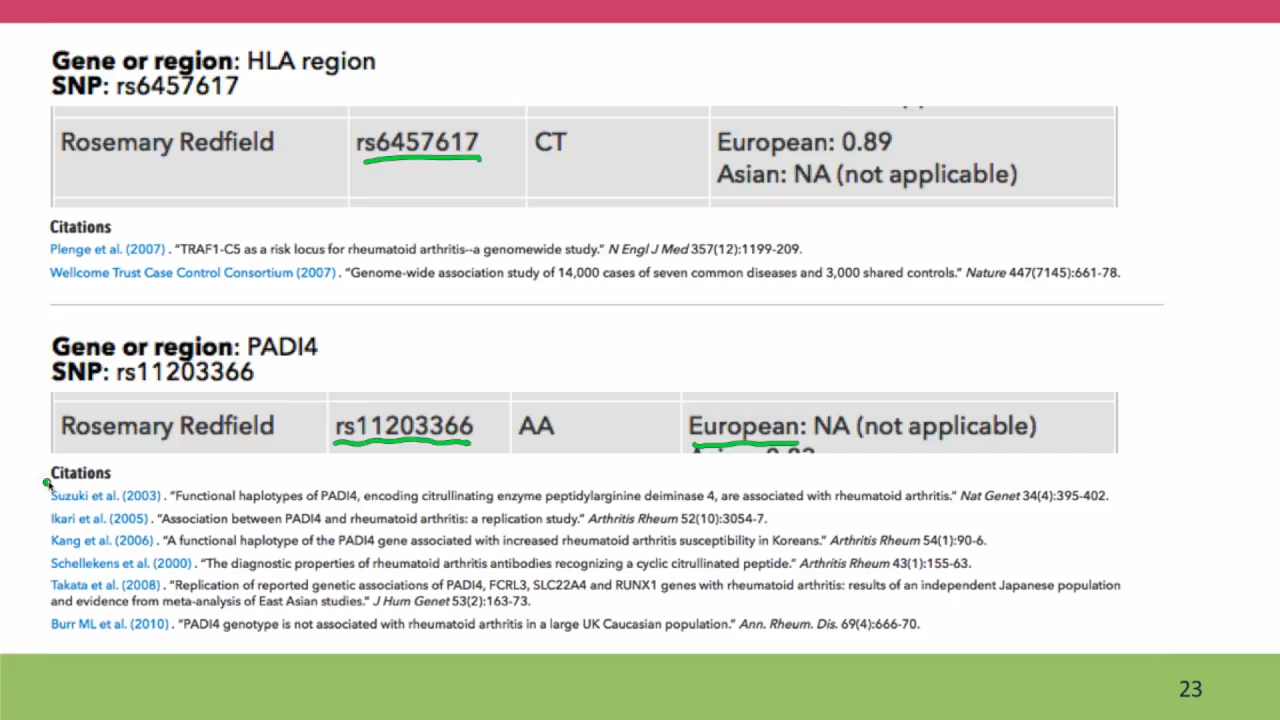 Gene or region: HLA region
SNP: rs6457617
Rosemary Redfield rs6457617 CT European: 0.89
Asian: NA (not applicable)
Citations
Plenge et al. (2007) . "TRAF1-C5 as a risk locus for rheumatoid arthritis--a genomewide study." N Engl J Med 357(12):1199-209.
Wellcome Trust Case Control Consortium (2007) . "Genome-wide association study of 14,000 cases of seven common diseases and 3,000 shared controls." Nature 447(7145):661-78.
Gene or region: PADI4
SNP: rs11203366
Rosemary Redfield rs11203366 AA European: NA (not applicable)
Citations
Suzuki et al. (2003) . "Functional haplotypes of PADI4, encoding citrullinating enzyme peptidylarginine deiminase 4, are associated with rheumatoid arthritis." Nat Genet 34(4):395-402.
Ikari et al. (2005) . "Association between PADI4 and rheumatoid arthritis: a replication study." Arthritis Rheum 52(10):3054-7.
Kang et al. (2006) . "A functional haplotype of the PADI4 gene associated with increased rheumatoid arthritis susceptibility in Koreans." Arthritis Rheum 54(1):90-6.
Schellekens et al. (2000) . "The diagnostic properties of rheumatoid arthritis antibodies recognizing a cyclic citrullinated peptide." Arthritis Rheum 43(1):155-63.
Takata et al. (2008) . "Replication of reported genetic associations of PADI4, FCRL3, SLC22A4 and RUNX1 genes with rheumatoid arthritis: results of an independent Japanese population
and evidence from meta-analysis of East Asian studies." J Hum Genet 53(2):163-73.
Burr ML et al. (2010) . "PADI4 genotype is not associated with rheumatoid arthritis in a large UK Caucasian population." Ann. Rheum. Dis. 69(4):666-70.
23